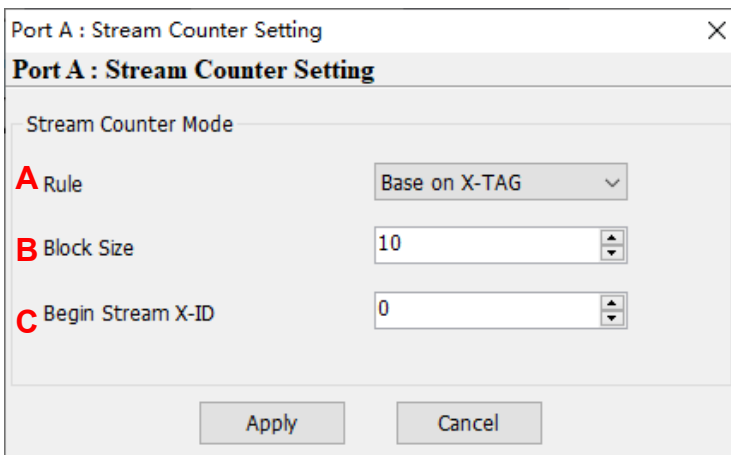 Port A : Stream Counter Setting
Port A : Stream Counter Setting
Stream Counter Mode
A Rule Base on X-TAG
B Block Size 10
C Begin Stream X-ID 0
Apply Cancel